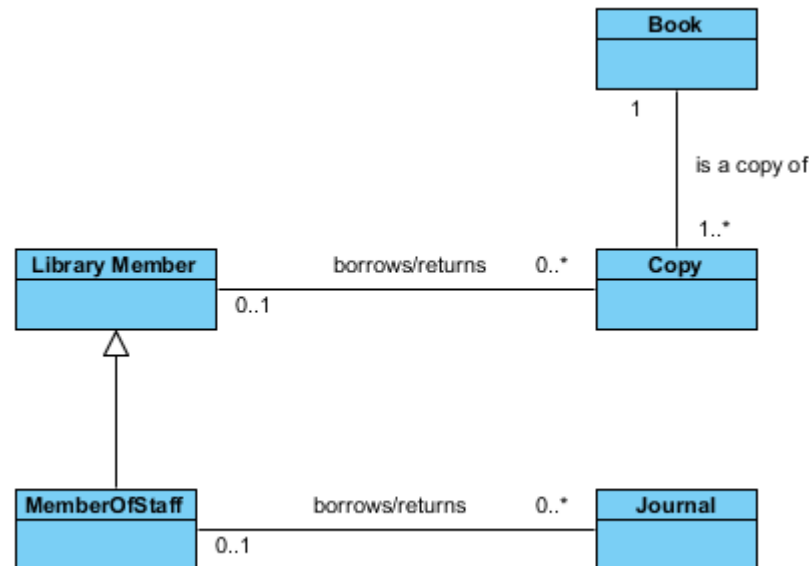 Book
1
is a copy of
1..*
Library Member
borrows/returns
0..*
Copy
0..1
MemberOfStaff
borrows/returns
0..*
Journal
0..1